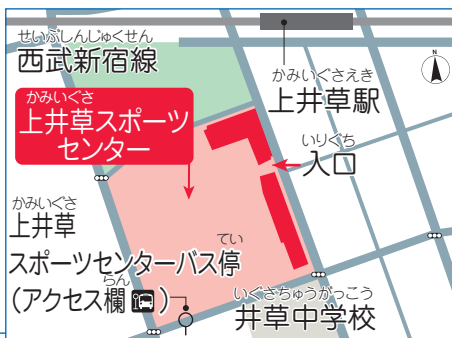 せいぶしんじゅくせん
西武新宿線
かみいぐさえき
上井草駅
N
かみいぐさ
上井草スポーツ
センター
いりぐち
入口
かみいぐさ
上井草
てい
スポーツセンターバス停
らん
(アクセス欄 )
いぐさちゅうがっこう
井草中学校